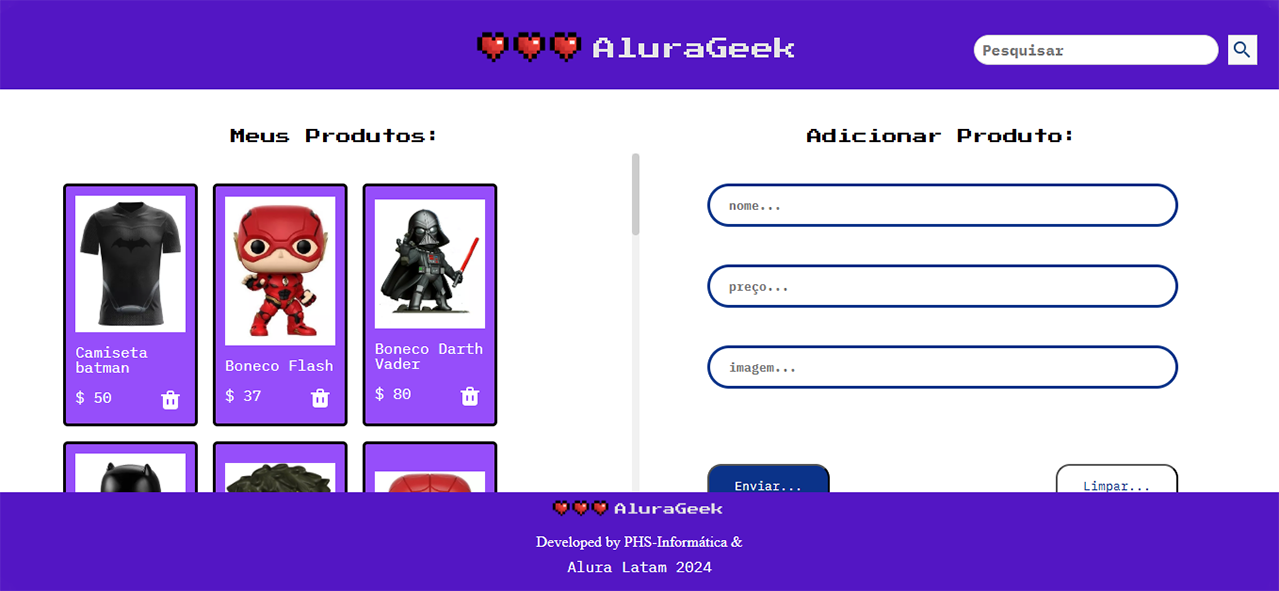 AluraGeek
Pesquisar
Meus Produtos:
Adicionar Produto:
Camiseta
batman
$ 50
Boneco Flash
$ 37
Boneco Darth
Vader
$ 80
nome...
preço...
imagem...
Enviar...
Limpar...
AluraGeek
Developed by PHS-Informática &
Alura Latam 2024